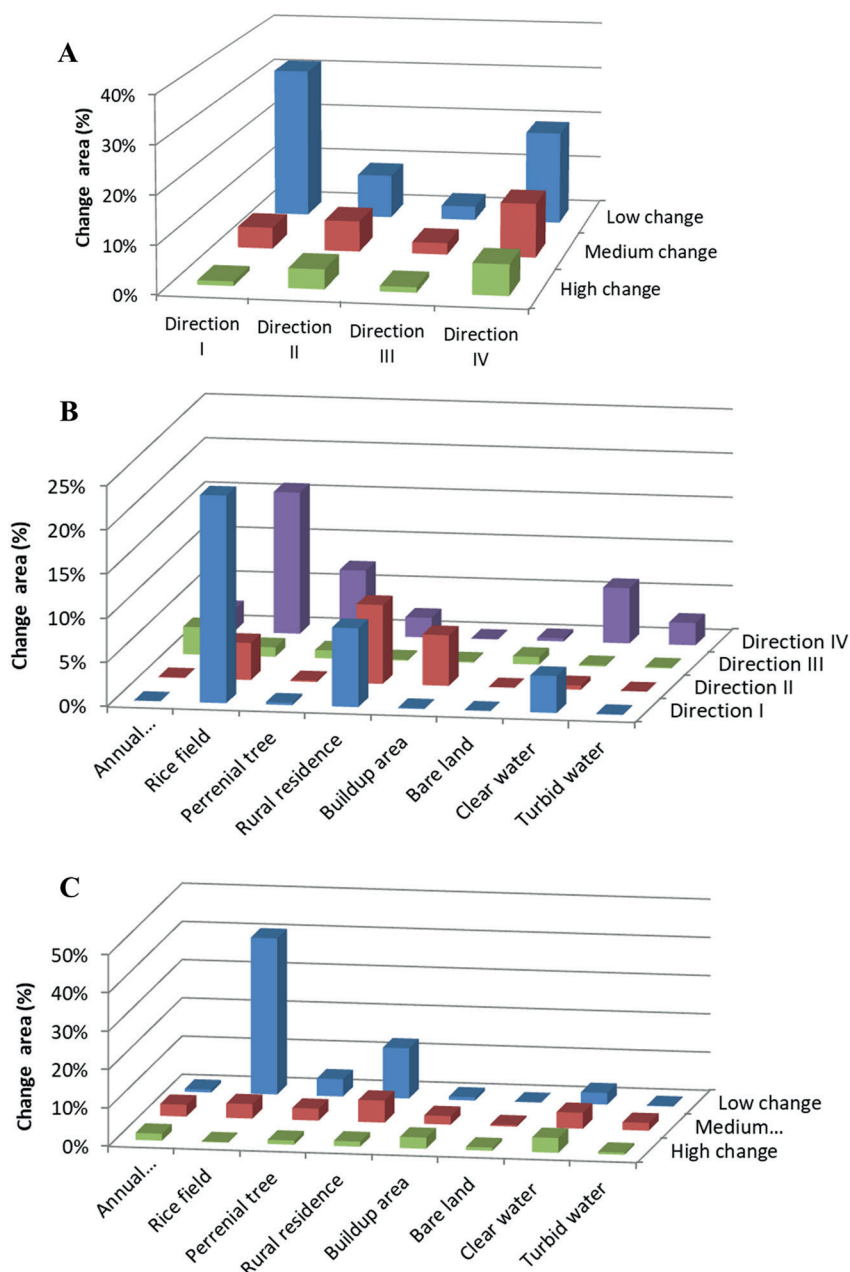 A
Change area (%)
40%
30%
20%
10%
0%
Low change
Medium change
High change
Direction
I
Direction
II
Direction
III
Direction
IV
B
Change area (%)
25%
20%
15%
10%
5%
0%
Direction IV
Direction III
Direction II
Direction I
Annual...
Rice field
Perrenial tree
Rural residence
Buildup area
Bare land
Clear water
Turbid water
C
Change area (%)
50%
40%
30%
20%
10%
0%
Low change
Medium...
High change
Annual...
Rice field
Perrenial tree
Rural residence
Buildup area
Bare land
Clear water
Turbid water